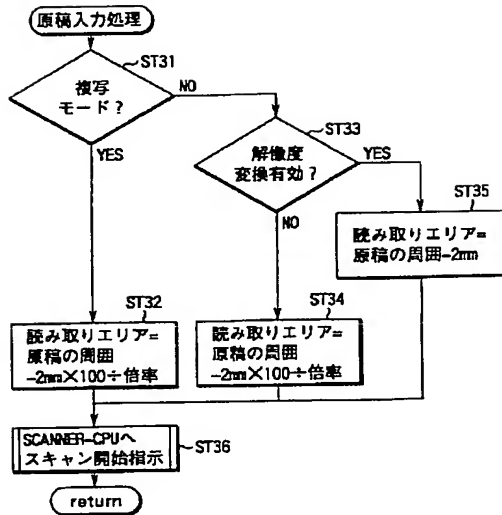 原稿入力処理
ST31
複写
モード?
NO
YES
ST33
解像度
変換有効?
YES
NO
ST35
読み取りエリア=
原稿の周囲-2mm
ST32
読み取りエリア=
原稿の周囲
-2mm×100÷倍率
ST34
読み取りエリア=
原稿の周囲
-2mm×100÷倍率
SCANNER-CPUへ
スキャン開始指示
ST36
return